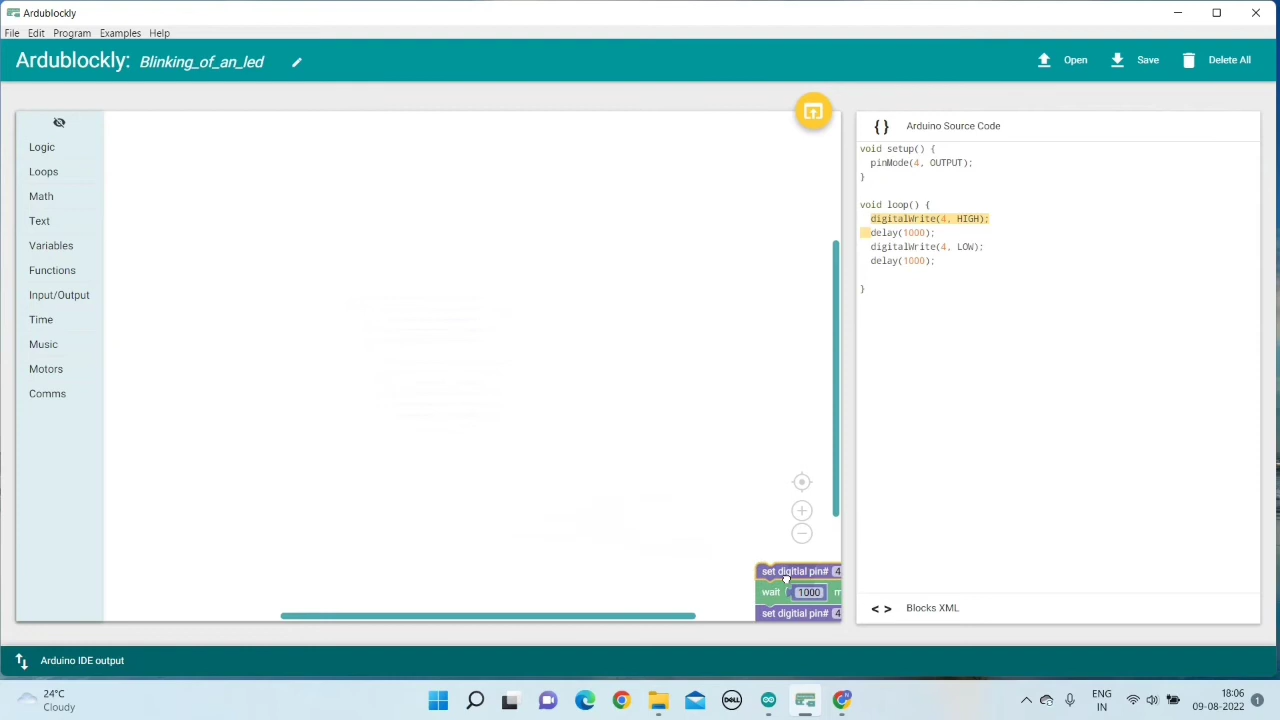 Ardublockly
File Edit Program Examples Help
Ardublockly: Blinking_of_an_led
Open
Save
Delete All
Logic
Loops
Math
Text
Variables
Functions
Input/Output
Time
Music
Motors
Comms
set digitial pin# 4
wait 1000
set digitial pin# 4
{ } Arduino Source Code
void setup() {
pinMode(4, OUTPUT);
}
void loop() {
digitalWrite(4, HIGH);
delay(1000);
digitalWrite(4, LOW);
delay(1000);
}
< > Blocks XML
Arduino IDE output
24°C
Cloudy
DELL
ENG
IN
18:06
09-08-2022
1